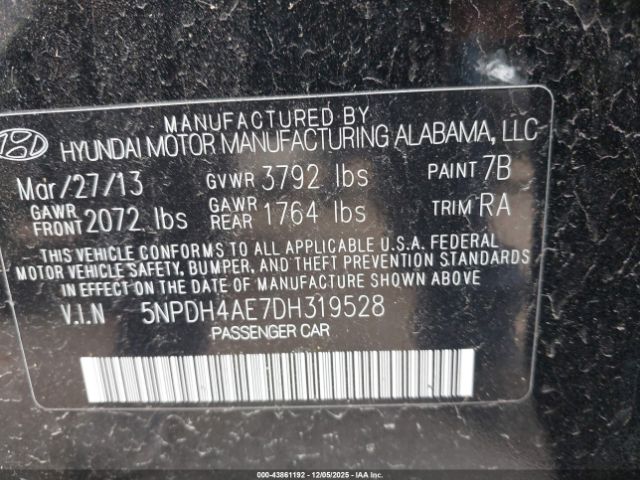 MANUFACTURED BY
HYUNDAI MOTOR MANUFACTURING ALABAMA, LLC
Mar/27/13 GVWR 3792 lbs PAINT 7B
GAWR FRONT 2072 lbs GAWR REAR 1764 lbs TRIM RA
THIS VEHICLE CONFORMS TO ALL APPLICABLE U.S.A. FEDERAL
MOTOR VEHICLE SAFETY, BUMPER, AND THEFT PREVENTION STANDARDS
IN EFFECT ON THE DATE OF MANUFACTURE SHOWN ABOVE
V.I.N 5NPDH4AE7DH319528
PASSENGER CAR
000-43861192 - 12/05/2025 - COPART